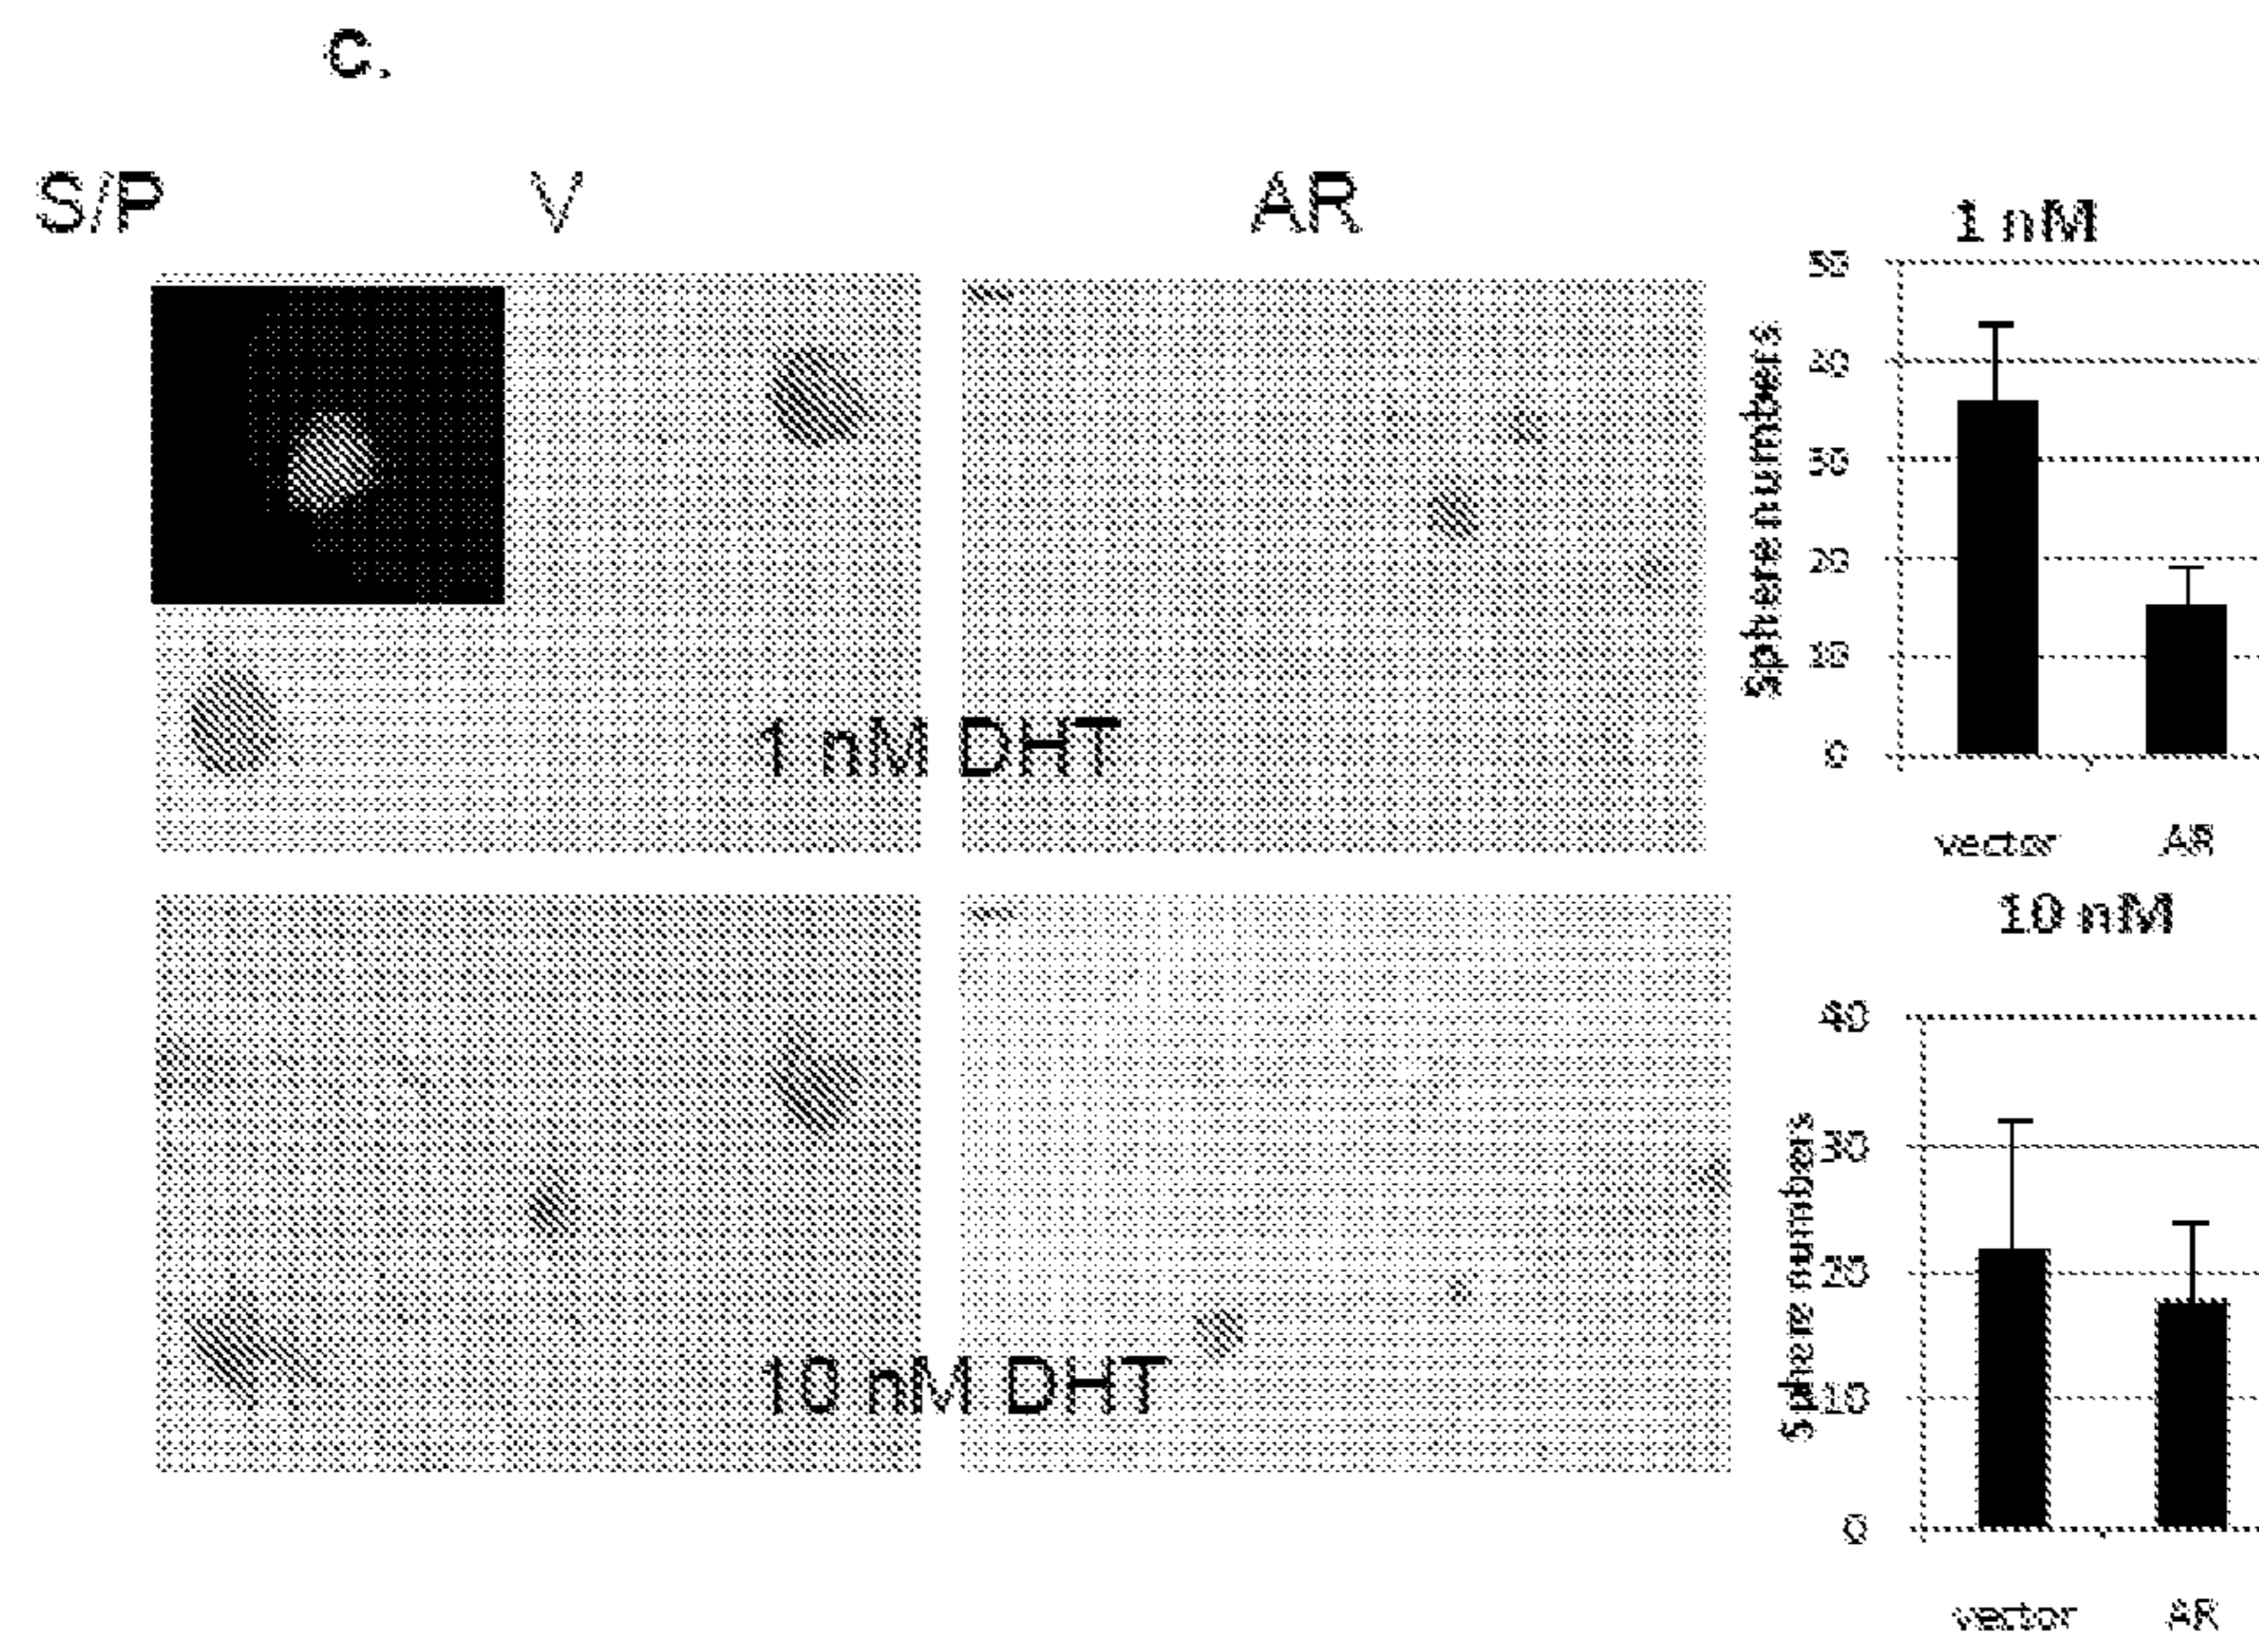 C.
S/P
V
AR
1 nM DHT
10 nM DHT
1 nM
Sphere numbers
0
vector
AR
10 nM
Sphere numbers
40
30
20
10
0
vector
AR